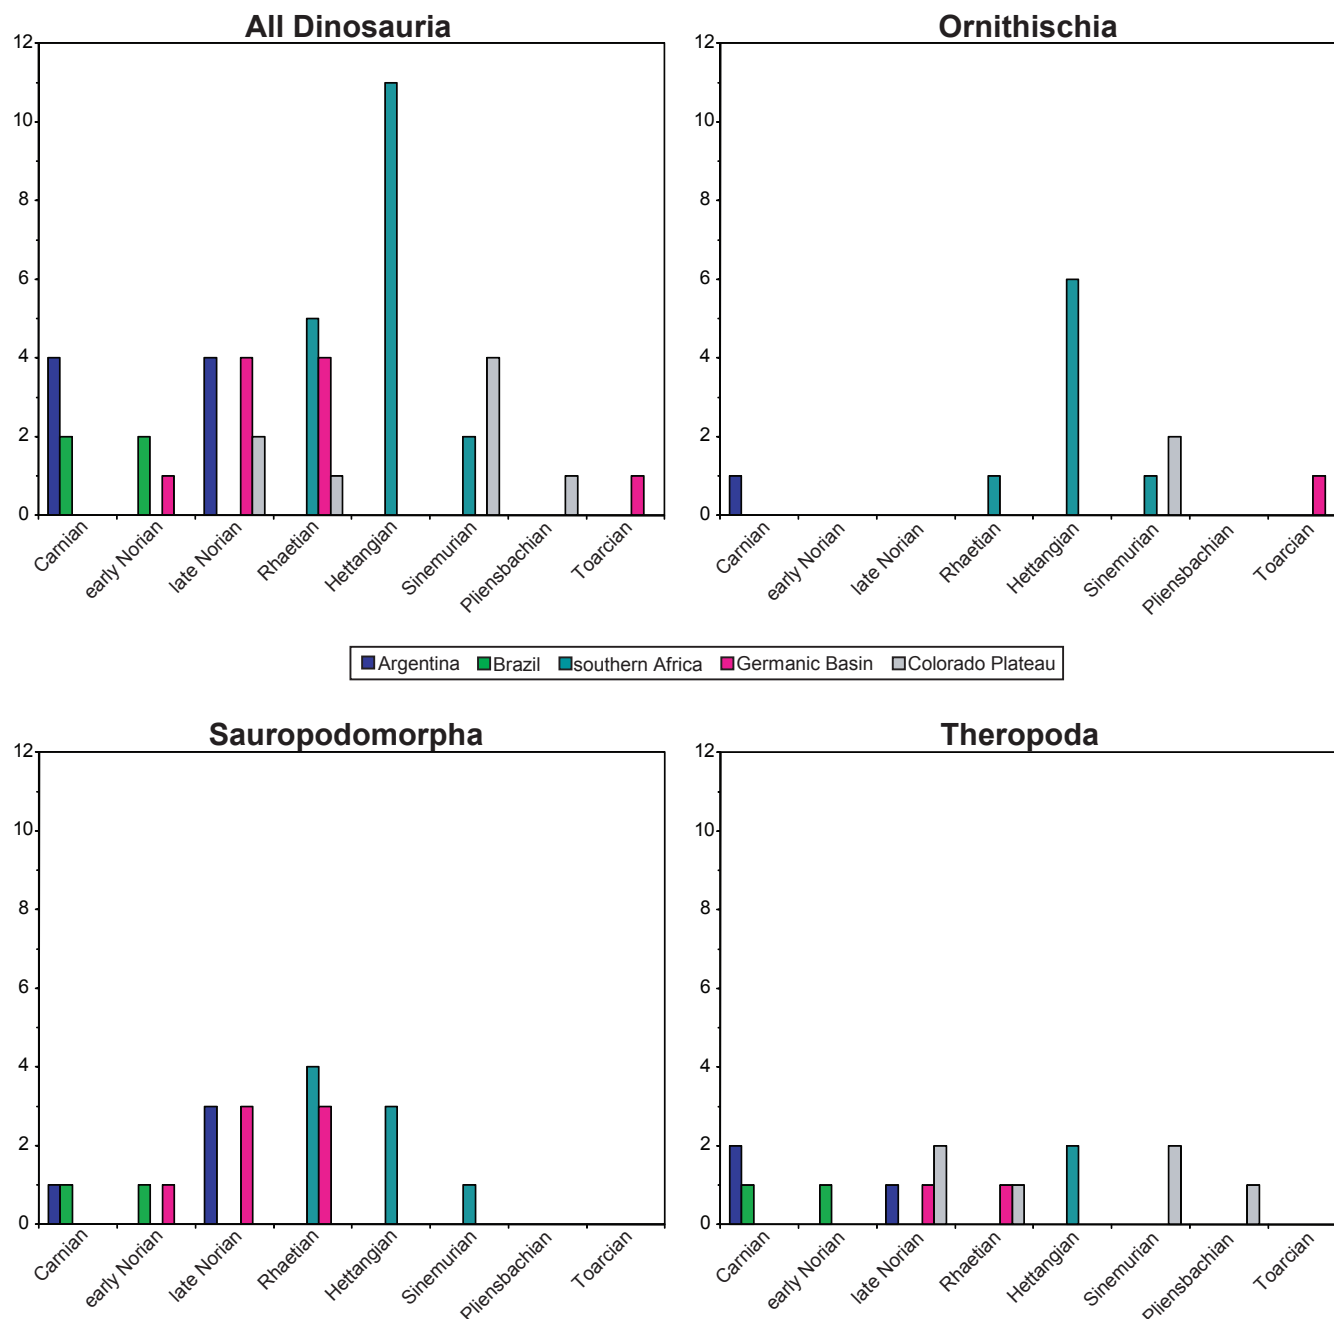 All Dinosauria
12
10
8
6
4
2
0
Carnian
early Norian
late Norian
Rhaetian
Hettangian
Sinemurian
Pliensbachian
Toarcian
Ornithischia
12
10
8
6
4
2
0
Carnian
early Norian
late Norian
Rhaetian
Hettangian
Sinemurian
Pliensbachian
Toarcian
Argentina Brazil southern Africa Germanic Basin Colorado Plateau
Sauropodomorpha
12
10
8
6
4
2
0
Carnian
early Norian
late Norian
Rhaetian
Hettangian
Sinemurian
Pliensbachian
Toarcian
Theropoda
12
10
8
6
4
2
0
Carnian
early Norian
late Norian
Rhaetian
Hettangian
Sinemurian
Pliensbachian
Toarcian